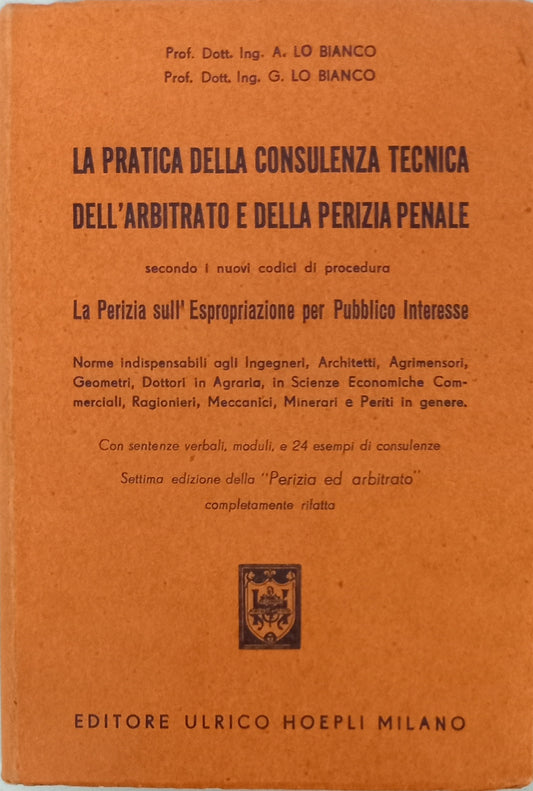 Prof. Dott. Ing. A. LO BIANCO
Prof. Dott. Ing. G. LO BIANCO
LA PRATICA DELLA CONSULENZA TECNICA
DELL'ARBITRATO E DELLA PERIZIA PENALE
secondo i nuovi codici di procedura
La Perizia sull'Espropriazione per Pubblico Interesse
Norme indispensabili agli Ingegneri, Architetti, Agrimensori,
Geometri, Dottori in Agraria, in Scienze Economiche Com-
merciali, Ragionieri, Meccanici, Minerari e Periti in genere.
Con sentenze verbali, moduli, e 24 esempi di consulenze
Settima edizione della "Perizia ed arbitrato"
completamente rifatta
EDITORE ULRICO HOEPLI MILANO